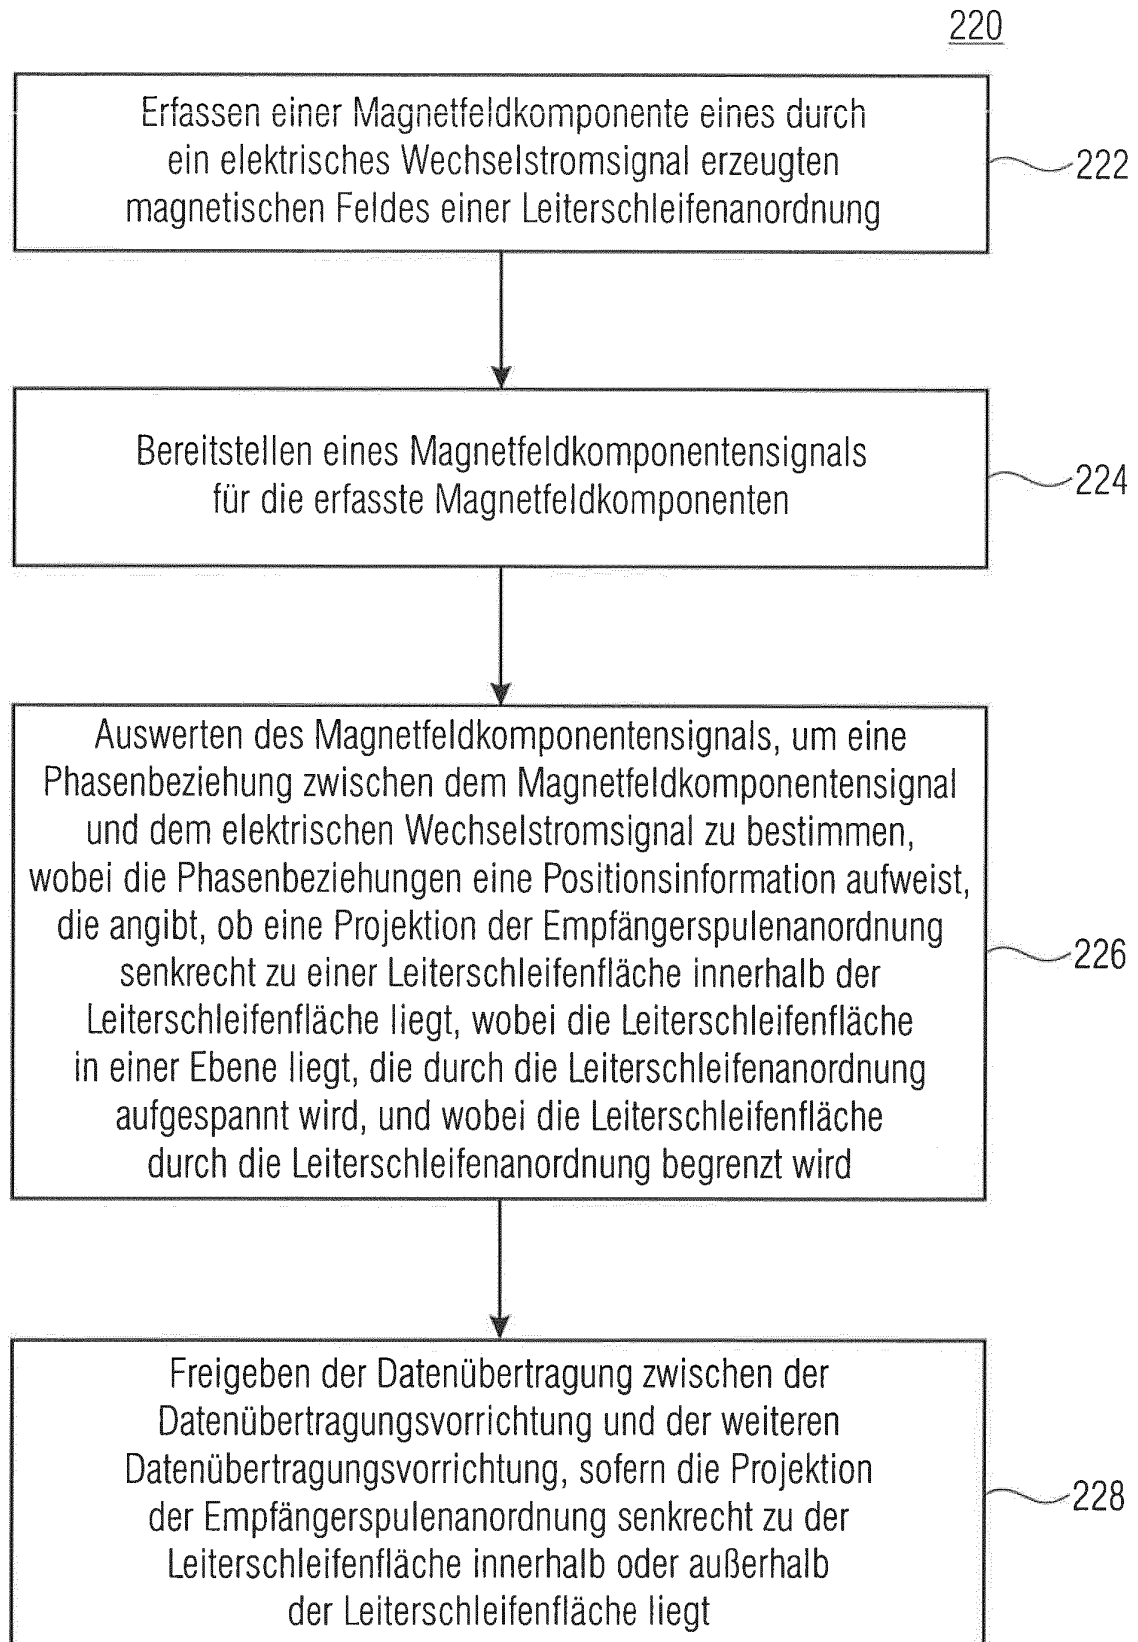 220
Erfassen einer Magnetfeldkomponente eines durch
ein elektrisches Wechselstromsignal erzeugten
magnetischen Feldes einer Leiterschleifenanordnung
222
Bereitstellen eines Magnetfeldkomponentensignals
für die erfasste Magnetfeldkomponenten
224
Auswerten des Magnetfeldkomponentensignals, um eine
Phasenbeziehung zwischen dem Magnetfeldkomponentensignal
und dem elektrischen Wechselstromsignal zu bestimmen,
wobei die Phasenbeziehungen eine Positionsinformation aufweist,
die angibt, ob eine Projektion der Empfängerspulenanordnung
senkrecht zu einer Leiterschleifenfläche innerhalb der
Leiterschleifenfläche liegt, wobei die Leiterschleifenfläche
in einer Ebene liegt, die durch die Leiterschleifenanordnung
aufgespannt wird, und wobei die Leiterschleifenfläche
durch die Leiterschleifenanordnung begrenzt wird
226
Freigeben der Datenübertragung zwischen der
Datenübertragungsvorrichtung und der weiteren
Datenübertragungsvorrichtung, sofern die Projektion
der Empfängerspulenanordnung senkrecht zu der
Leiterschleifenfläche innerhalb oder außerhalb
der Leiterschleifenfläche liegt
228